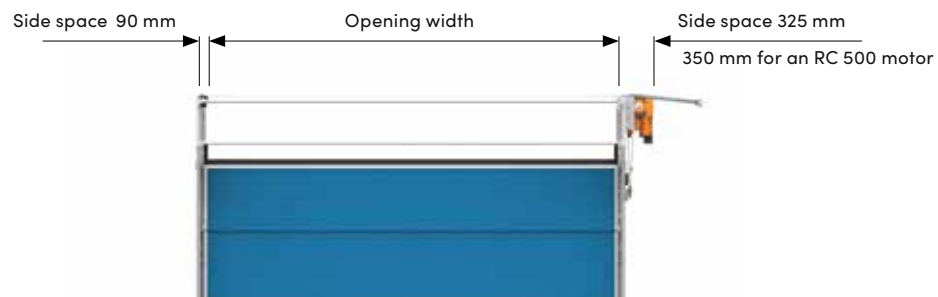 Side space 90 mm
Opening width
Side space 325 mm
350 mm for an RC 500 motor